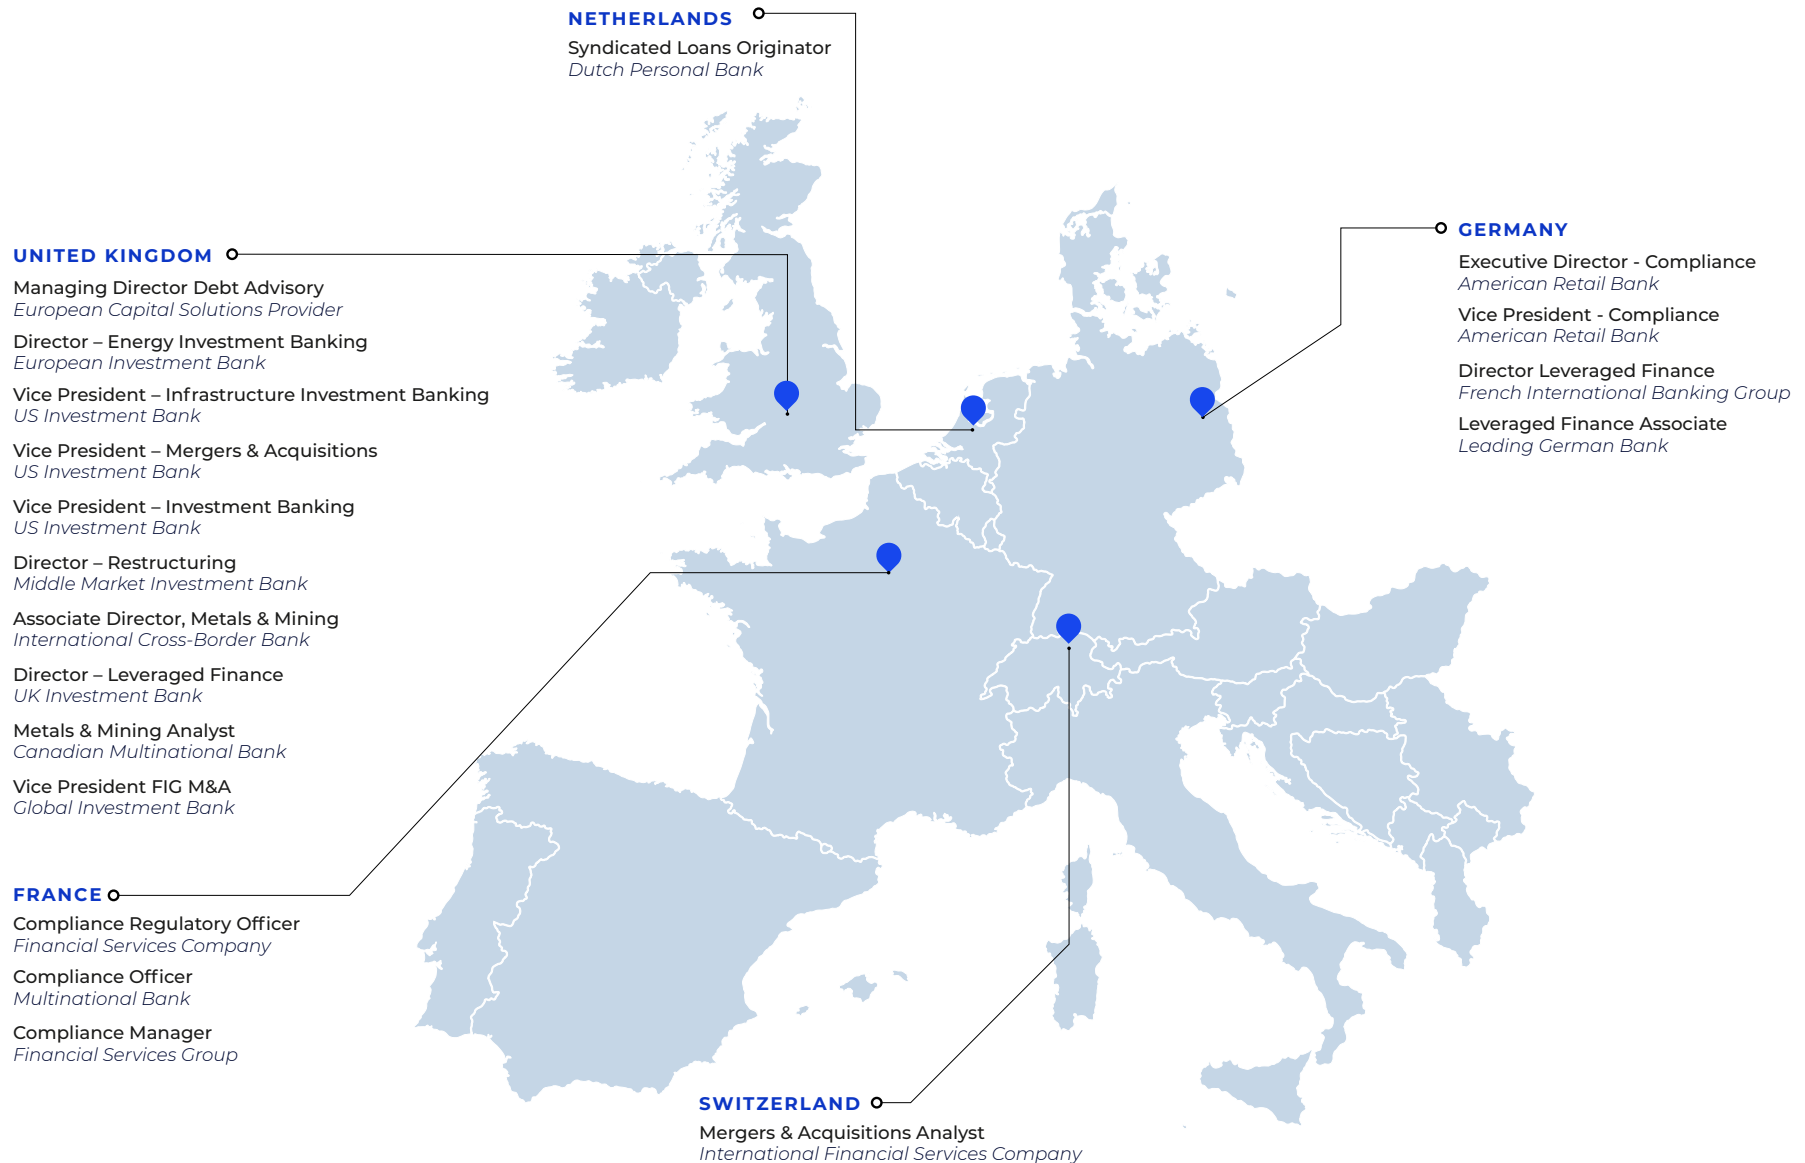 NETHERLANDS
Syndicated Loans Originator
Dutch Personal Bank
UNITED KINGDOM
Managing Director Debt Advisory
European Capital Solutions Provider
Director – Energy Investment Banking
European Investment Bank
Vice President – Infrastructure Investment Banking
US Investment Bank
Vice President – Mergers & Acquisitions
US Investment Bank
Vice President – Investment Banking
US Investment Bank
Director – Restructuring
Middle Market Investment Bank
Associate Director, Metals & Mining
International Cross-Border Bank
Director – Leveraged Finance
UK Investment Bank
Metals & Mining Analyst
Canadian Multinational Bank
Vice President FIG M&A
Global Investment Bank
GERMANY
Executive Director - Compliance
American Retail Bank
Vice President - Compliance
American Retail Bank
Director Leveraged Finance
French International Banking Group
Leveraged Finance Associate
Leading German Bank
FRANCE
Compliance Regulatory Officer
Financial Services Company
Compliance Officer
Multinational Bank
Compliance Manager
Financial Services Group
SWITZERLAND
Mergers & Acquisitions Analyst
International Financial Services Company